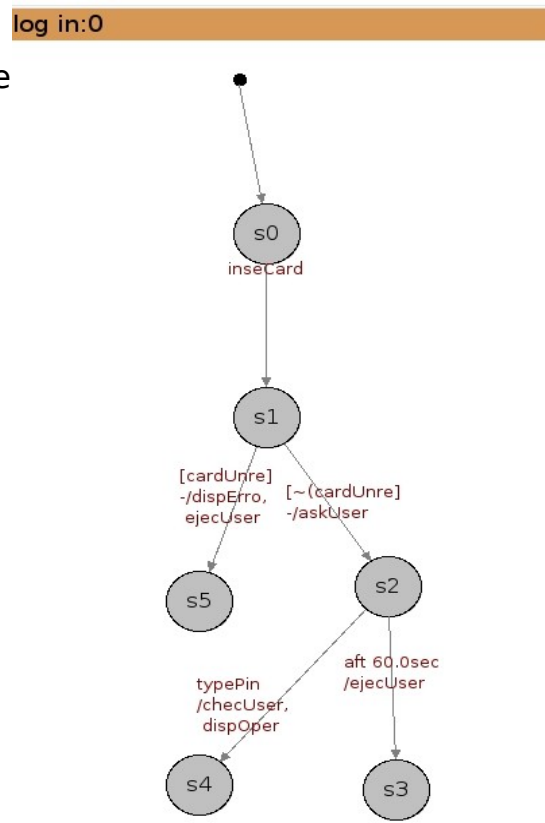 log in:0
e
s0
inseCard
s1
[cardUnre]
-/dispErro,
ejecUser
[~(cardUnre]
-/askUser
s5
s2
typePin
/checUser,
dispOper
aft 60.0sec
/ejecUser
s4
s3